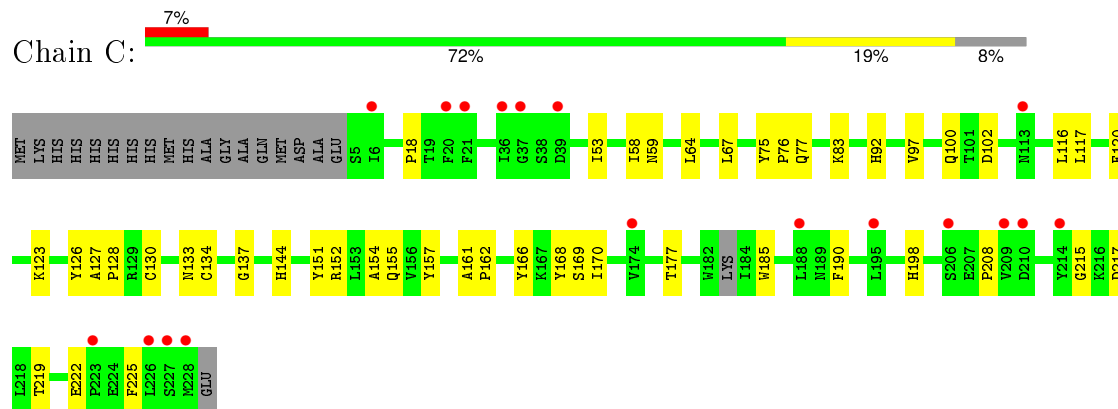 7%
Chain C:
72% 19% 8%
MET LYS HIS HIS HIS HIS HIS HIS MET HIS ALA GLY ALA GLN MET ASP ALA GLU S5 I6 P18 T19 F20 F21 I36 G37 S38 D39 I53 I58 N59 L64 L67 Y75 P76 Q77 K83 H92 V97 Q100 T101 D102 N113 L116 L117
K123 Y126 A127 P128 R129 C130 N133 C134 G137 H144 Y151 R152 L153 A154 Q155 V156 Y157 A161 P162 Y166 K167 Y168 S169 I170 V174 T177 W182 LYS I184 W185 L188 N189 F190 L195 H198 S206 E207 P208 V209 D210 Y214 G215 K216
L218 T219 E222 P223 E224 F225 L226 S227 M228 GLU